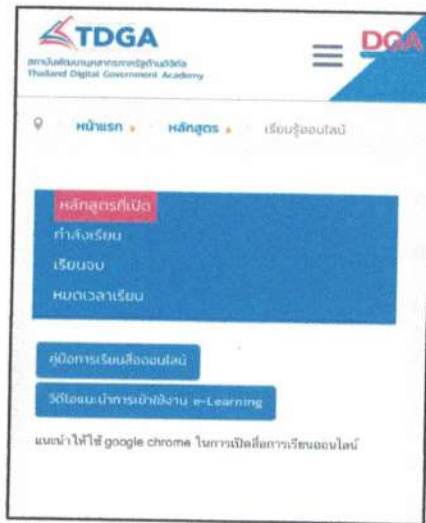 TDGA
สถาบันพัฒนาบุคลากรภาครัฐด้านดิจิทัล
Thailand Digital Government Academy
DGA
หน้าแรก
หลักสูตร
เรียนรู้ออนไลน์
หลักสูตรที่เปิด
กำลังเรียน
เรียนจบ
หมดเวลาเรียน
คู่มือการเรียนสื่อออนไลน์
วิดีโอแนะนำการเข้าใช้งาน e-Learning
แนะนำให้ใช้ google chrome ในการเปิดสื่อการเรียนออนไลน์